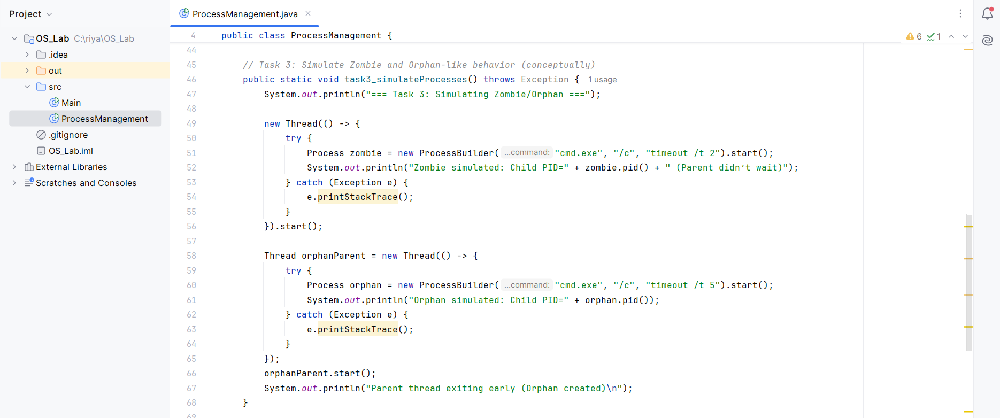 Project
OS_Lab C:\riya\OS_Lab
.idea
out
src
Main
ProcessManagement
.gitignore
OS_Lab.iml
External Libraries
Scratches and Consoles
ProcessManagement.java
6 1
4 public class ProcessManagement {
44
45 // Task 3: Simulate Zombie and Orphan-like behavior (conceptually)
46 public static void task3_simulateProcesses() throws Exception { 1 usage
47 System.out.println("=== Task 3: Simulating Zombie/Orphan ===");
48
49 new Thread(() -> {
50 try {
51 Process zombie = new ProcessBuilder( ...command: "cmd.exe", "/c", "timeout /t 2").start();
52 System.out.println("Zombie simulated: Child PID=" + zombie.pid() + " (Parent didn't wait)");
53 } catch (Exception e) {
54 e.printStackTrace();
55 }
56 }).start();
57
58 Thread orphanParent = new Thread(() -> {
59 try {
60 Process orphan = new ProcessBuilder( ...command: "cmd.exe", "/c", "timeout /t 5").start();
61 System.out.println("Orphan simulated: Child PID=" + orphan.pid());
62 } catch (Exception e) {
63 e.printStackTrace();
64 }
65 });
66 orphanParent.start();
67 System.out.println("Parent thread exiting early (Orphan created)\n");
68 }
69